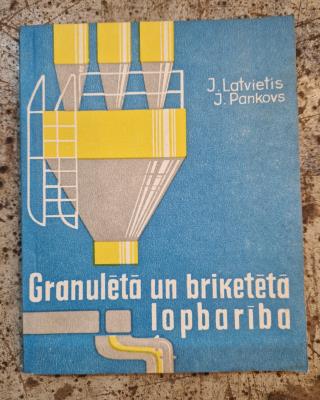 J. Latvietis
J. Pankovs
Granulētā un briketētā
lopbarība